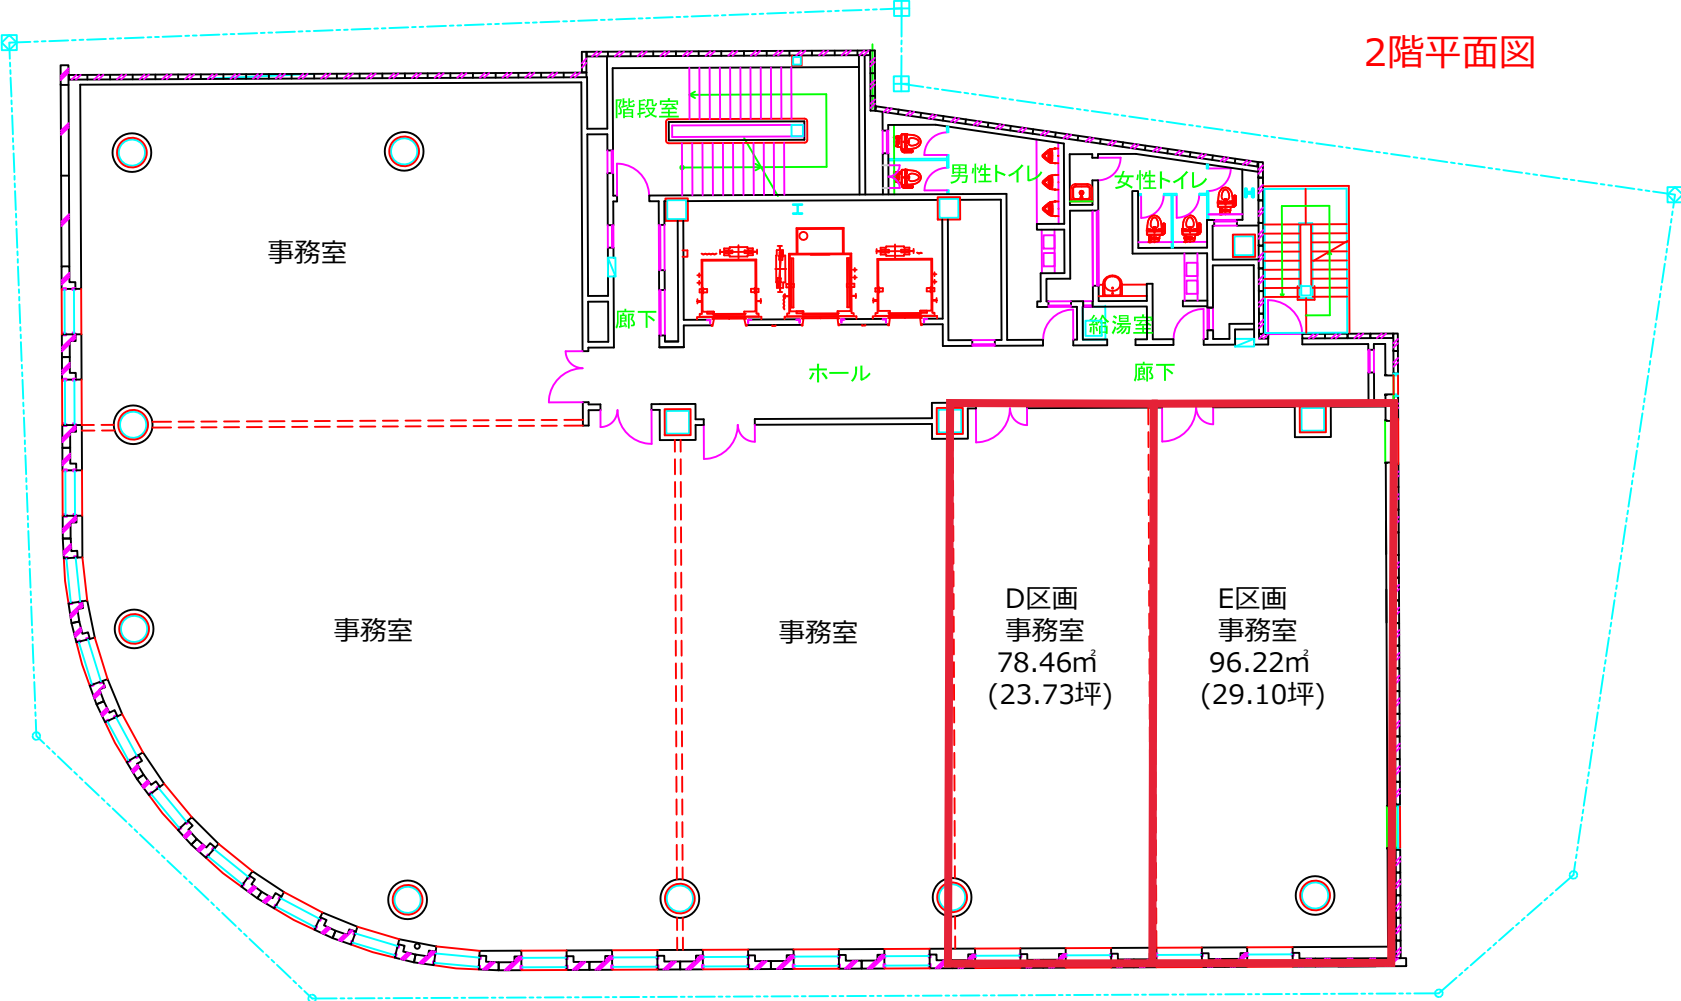 2階平面図
階段室
男性トイレ
女性トイレ
事務室
廊下
給湯室
ホール
廊下
事務室
事務室
D区画
事務室
78.46㎡
(23.73坪)
E区画
事務室
96.22㎡
(29.10坪)